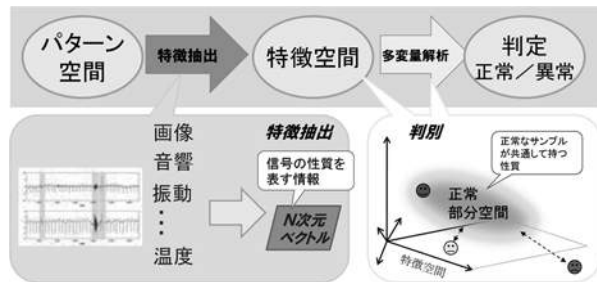 パターン
空間
特徴抽出
特徴空間
多変量解析
判定
正常／異常
画像
音響
振動
⋮
温度
特徴抽出
信号の性質を
表す情報
N次元
ベクトル
判別
正常なサンプル
が共通して持つ
性質
正常
部分空間
特徴空間